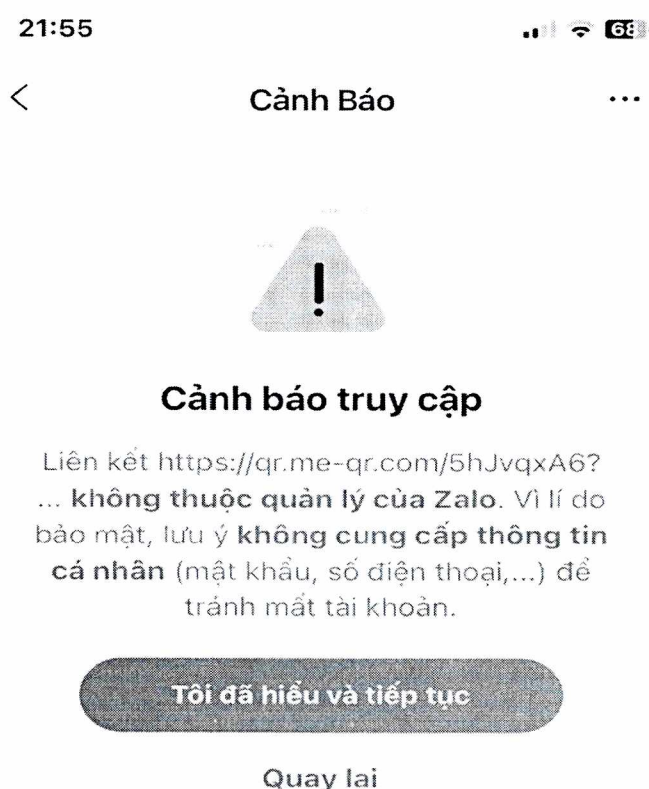 21:55
68
Cảnh Báo
...
!
Cảnh báo truy cập
Liên kết https://qr.me-qr.com/5hJvqxA6?
... không thuộc quản lý của Zalo. Vì lí do
bảo mật, lưu ý không cung cấp thông tin
cá nhân (mật khẩu, số điện thoại,...) để
tránh mất tài khoản.
Tôi đã hiểu và tiếp tục
Quay lại